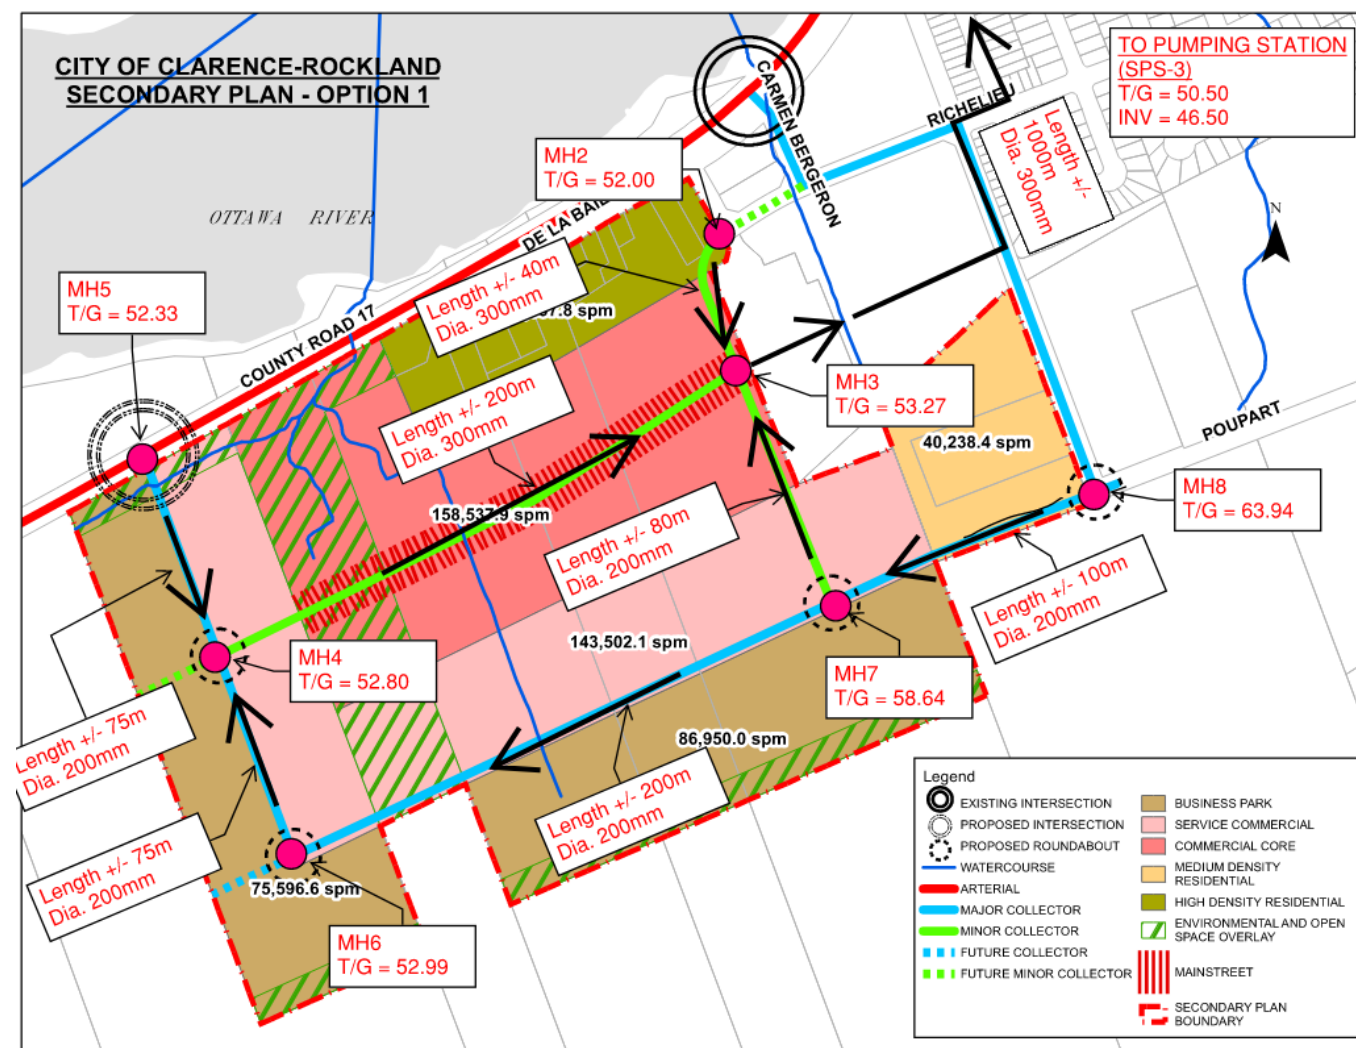 CITY OF CLARENCE-ROCKLAND
SECONDARY PLAN - OPTION 1
TO PUMPING STATION
(SPS-3)
T/G = 50.50
INV = 46.50
CARMEN BERGERON
RICHELIEU
Length +/-
1000m
Dia. 300mm
MH2
T/G = 52.00
OTTAWA RIVER
DE LA
N
MH5
T/G = 52.33
Length +/- 40m
Dia. 300mm
7.8 spm
COUNTY ROAD 17
MH3
T/G = 53.27
Length +/- 200m
Dia. 300mm
POUPART
40,238.4 spm
MH8
T/G = 63.94
158,537.9 spm
Length +/- 80m
Dia. 200mm
Length +/- 100m
Dia. 200mm
143,502.1 spm
MH4
T/G = 52.80
MH7
T/G = 58.64
Length +/- 75m
Dia. 200mm
86,950.0 spm
Length +/- 200m
Dia. 200mm
Length +/- 75m
Dia. 200mm
75,596.6 spm
MH6
T/G = 52.99
Legend
EXISTING INTERSECTION
PROPOSED INTERSECTION
PROPOSED ROUNDABOUT
WATERCOURSE
ARTERIAL
MAJOR COLLECTOR
MINOR COLLECTOR
FUTURE COLLECTOR
FUTURE MINOR COLLECTOR
BUSINESS PARK
SERVICE COMMERCIAL
COMMERCIAL CORE
MEDIUM DENSITY
RESIDENTIAL
HIGH DENSITY RESIDENTIAL
ENVIRONMENTAL AND OPEN
SPACE OVERLAY
MAINSTREET
SECONDARY PLAN
BOUNDARY